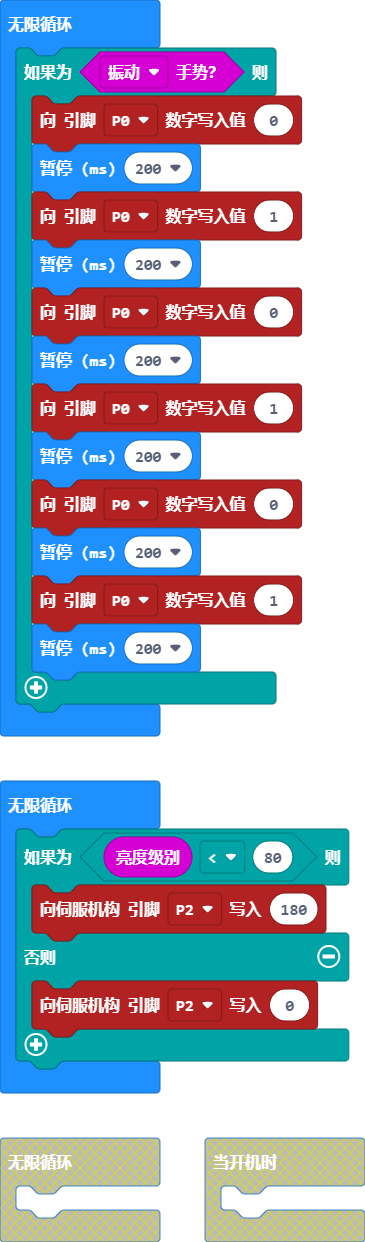 无限循环
如果为 振动 手势? 则
向 引脚 P0 数字写入值 0
暂停 (ms) 200
向 引脚 P0 数字写入值 1
暂停 (ms) 200
向 引脚 P0 数字写入值 0
暂停 (ms) 200
向 引脚 P0 数字写入值 1
暂停 (ms) 200
向 引脚 P0 数字写入值 0
暂停 (ms) 200
向 引脚 P0 数字写入值 1
暂停 (ms) 200
无限循环
如果为 亮度级别 < 80 则
向伺服机构 引脚 P2 写入 180
否则
向伺服机构 引脚 P2 写入 0
无限循环 当开机时